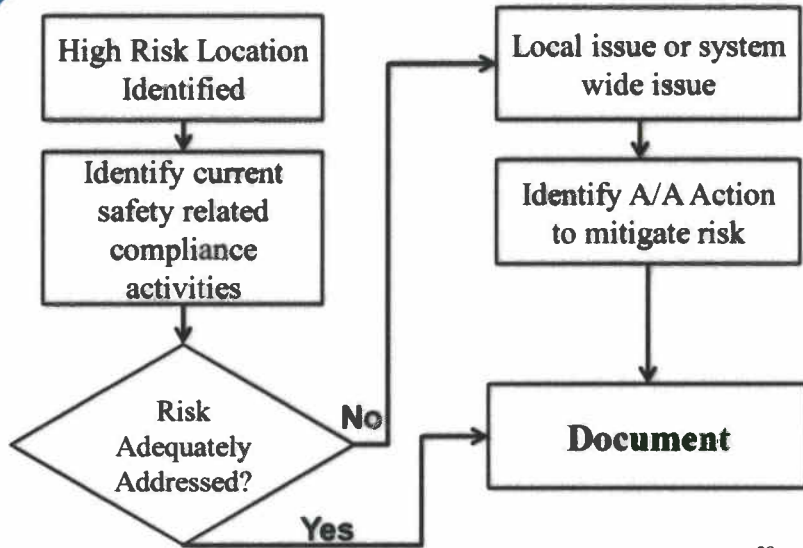 High Risk Location
Identified
Identify current
safety related
compliance
activities
Risk
Adequately
Addressed?
No
Yes
Local issue or system
wide issue
Identify A/A Action
to mitigate risk
Document